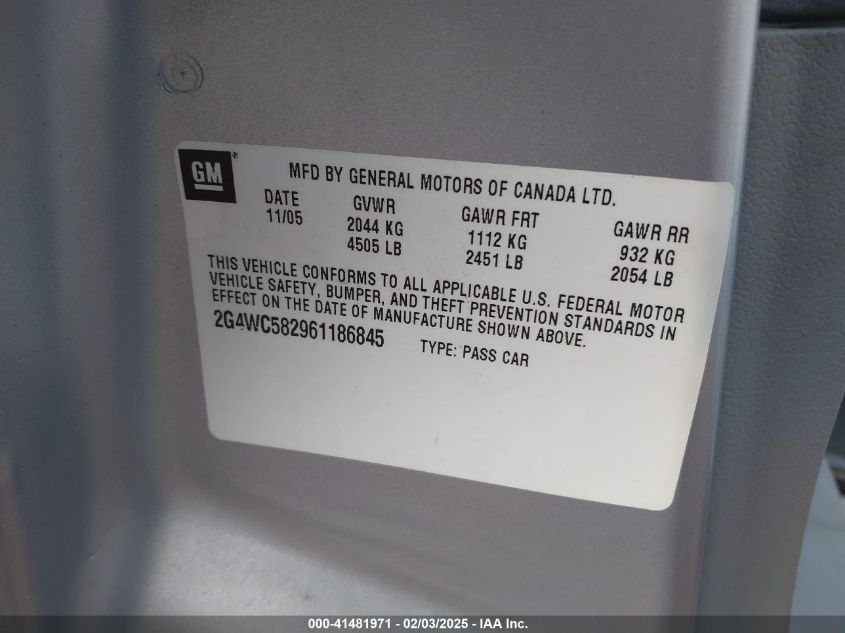 GM®
MFD BY GENERAL MOTORS OF CANADA LTD.
DATE GVWR GAWR FRT GAWR RR
11/05 2044 KG 1112 KG 932 KG
4505 LB 2451 LB 2054 LB
THIS VEHICLE CONFORMS TO ALL APPLICABLE U.S. FEDERAL MOTOR
VEHICLE SAFETY, BUMPER, AND THEFT PREVENTION STANDARDS IN
EFFECT ON THE DATE OF MANUFACTURE SHOWN ABOVE.
2G4WC582961186845 TYPE: PASS CAR
000-41481971 - 02/03/2025 - IAA Inc.